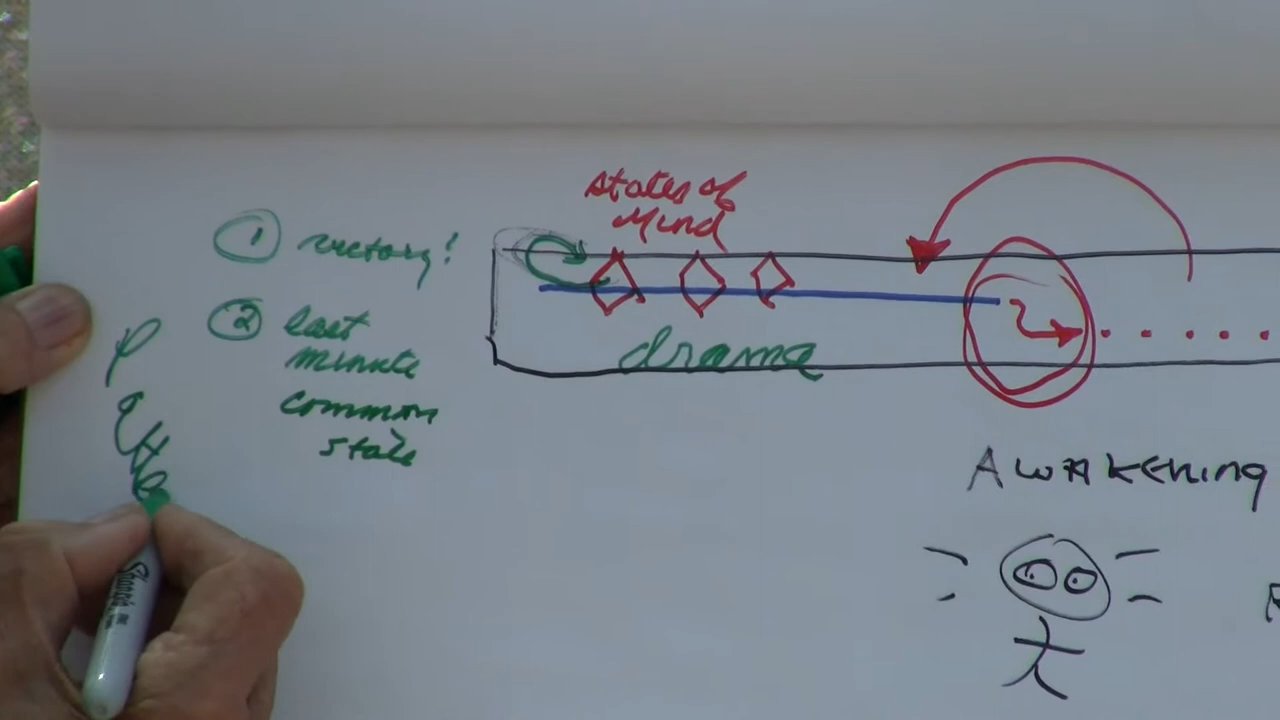 ① victory!
② last
minute
common
state
states of
Mind
drama
Awakening